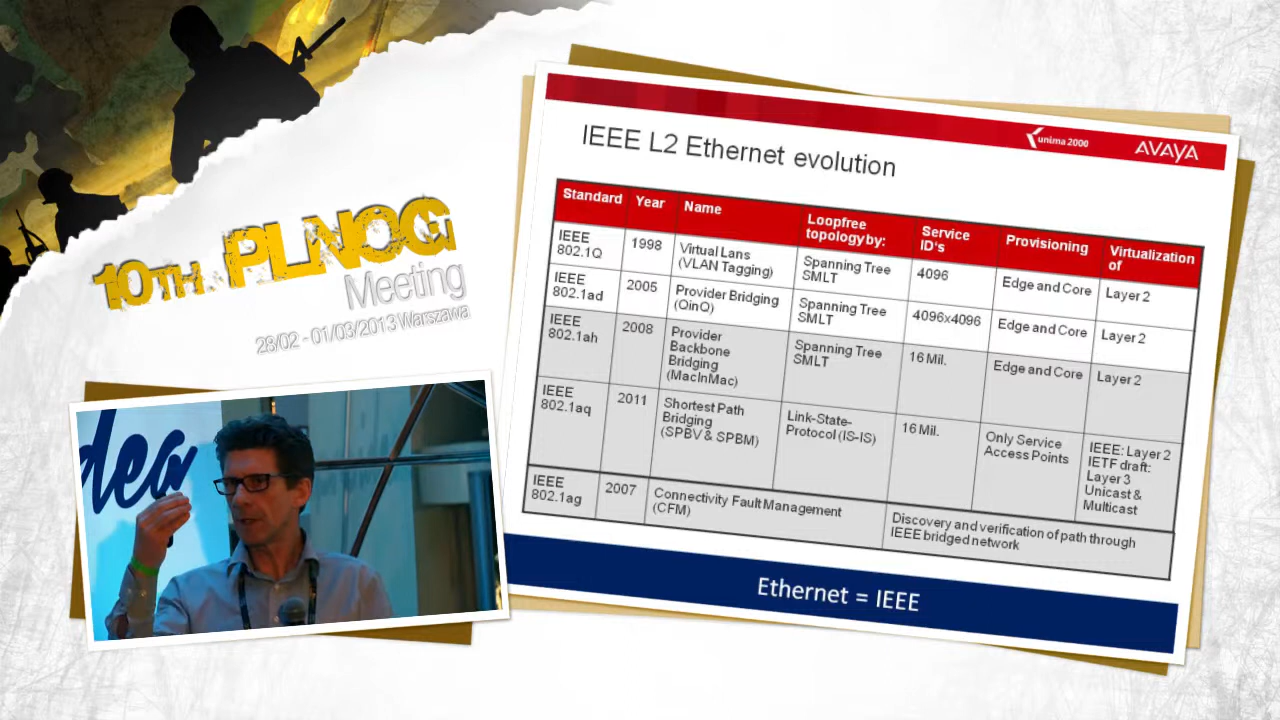 10TH PLNOG
Meeting
28/02 - 01/03/2013 Warszawa
dea
unima 2000
AVAYA
IEEE L2 Ethernet evolution
Standard Year Name Loopfree topology by: Service ID's Provisioning Virtualization of
IEEE 802.1Q 1998 Virtual Lans (VLAN Tagging) Spanning Tree SMLT 4096 Edge and Core Layer 2
IEEE 802.1ad 2005 Provider Bridging (QinQ) Spanning Tree SMLT 4096x4096 Edge and Core Layer 2
IEEE 802.1ah 2008 Provider Backbone Bridging (MacInMac) Spanning Tree SMLT 16 Mil. Edge and Core Layer 2
IEEE 802.1aq 2011 Shortest Path Bridging (SPBV & SPBM) Link-State-Protocol (IS-IS) 16 Mil. Only Service Access Points IEEE: Layer 2 IETF draft: Layer 3 Unicast & Multicast
IEEE 802.1ag 2007 Connectivity Fault Management (CFM) Discovery and verification of path through IEEE bridged network
Ethernet = IEEE